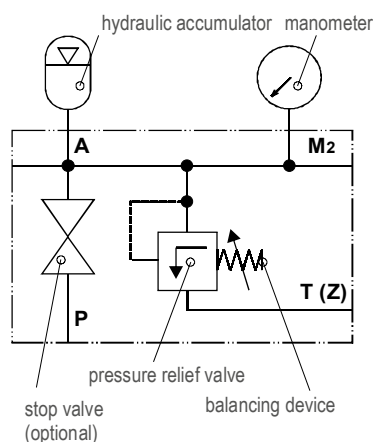 hydraulic accumulator
manometer
A
M2
T (Z)
P
pressure relief valve
stop valve
(optional)
balancing device